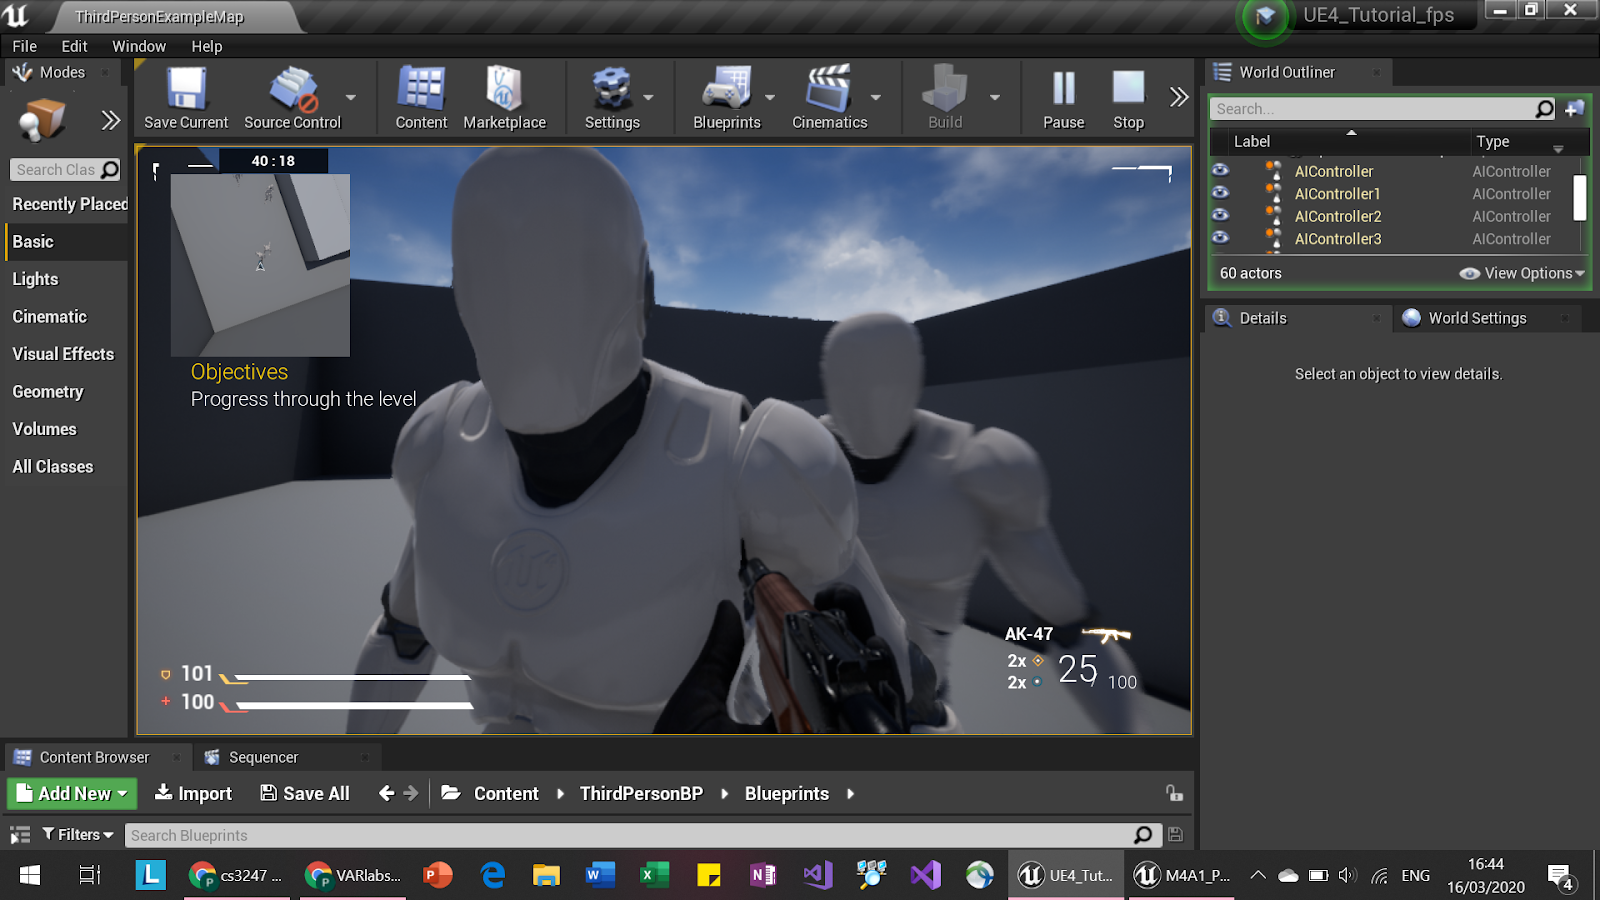 ThirdPersonExampleMap
UE4_Tutorial_fps
File Edit Window Help
Modes
Save Current
Source Control
Content
Marketplace
Settings
Blueprints
Cinematics
Build
Pause
Stop
Search Clas
Recently Placed
Basic
Lights
Cinematic
Visual Effects
Geometry
Volumes
All Classes
40 : 18
Objectives
Progress through the level
101
100
AK-47
2x
2x
25 / 100
World Outliner
Search...
Label Type
AIController AIController
AIController1 AIController
AIController2 AIController
AIController3 AIController
60 actors View Options
Details World Settings
Select an object to view details.
Content Browser Sequencer
Add New Import Save All Content ThirdPersonBP Blueprints
Filters Search Blueprints
L cs3247 ... VARlabs... UE4_Tut... M4A1_P... ENG
16:44
16/03/2020
4